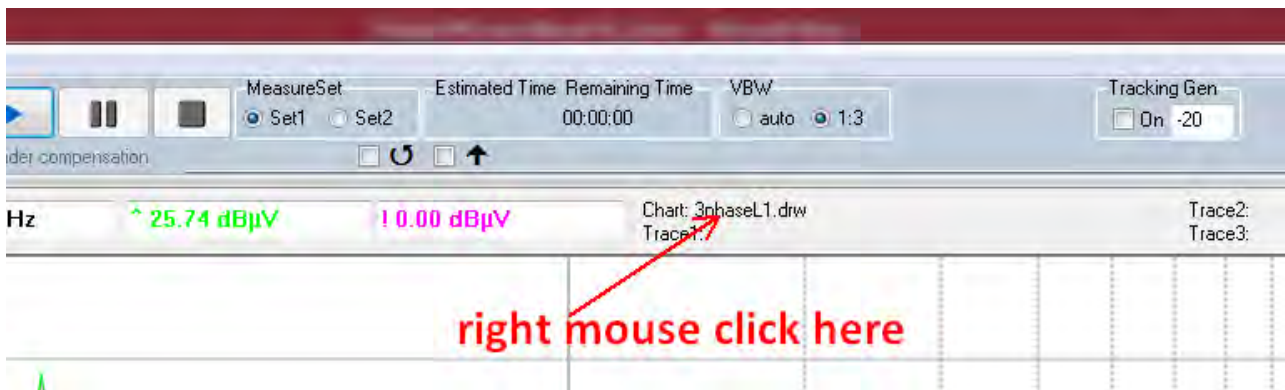 MeasureSet
Estimated Time Remaining Time
VBW
Tracking Gen
Set1 Set2
00:00:00
auto 1:3
On -20
compensation
Hz
^ 25.74 dBµV
! 0.00 dBµV
Chart: 3phaseL1.drw
Trace1:
Trace2:
Trace3:
right mouse click here